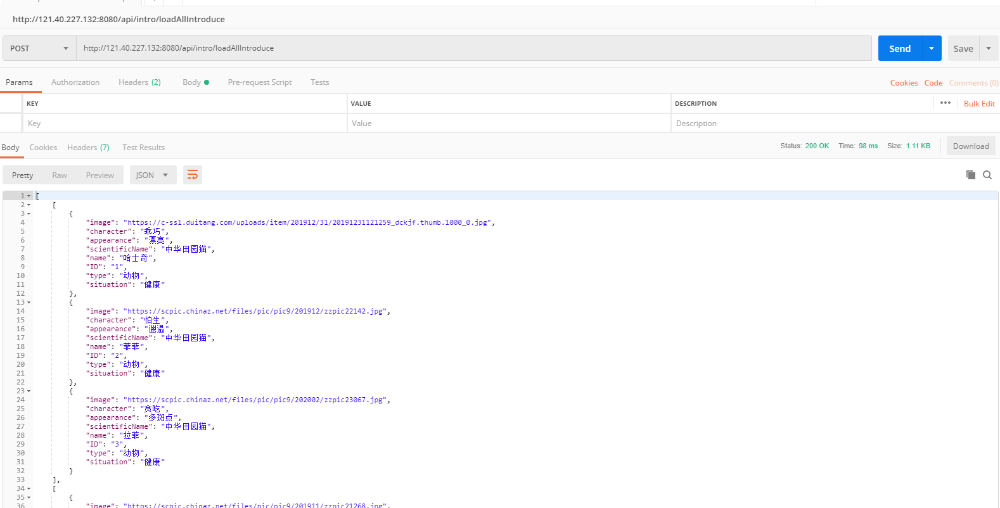 http://121.40.227.132:8080/api/intro/loadAllIntroduce
POST http://121.40.227.132:8080/api/intro/loadAllIntroduce Send Save
Params Authorization Headers (2) Body Pre-request Script Tests Cookies Code Comments (0)
KEY VALUE DESCRIPTION ••• Bulk Edit
Key Value Description
Body Cookies Headers (7) Test Results Status: 200 OK Time: 98 ms Size: 1.11 KB Download
Pretty Raw Preview JSON
1 [
2 [
3 {
4 "image": "https://c-ssl.duitang.com/uploads/item/201912/31/20191231121259_dckjf.thumb.1000_0.jpg",
5 "character": "乖巧",
6 "appearance": "漂亮",
7 "scientificName": "中华田园猫",
8 "name": "哈士奇",
9 "ID": "1",
10 "type": "动物",
11 "situation": "健康"
12 },
13 {
14 "image": "https://scpic.chinaz.net/files/pic/pic9/201912/zzpic22142.jpg",
15 "character": "怕生",
16 "appearance": "邋遢",
17 "scientificName": "中华田园猫",
18 "name": "菲菲",
19 "ID": "2",
20 "type": "动物",
21 "situation": "健康"
22 },
23 {
24 "image": "https://scpic.chinaz.net/files/pic/pic9/202002/zzpic23067.jpg",
25 "character": "贪吃",
26 "appearance": "多斑点",
27 "scientificName": "中华田园猫",
28 "name": "拉菲",
29 "ID": "3",
30 "type": "动物",
31 "situation": "健康"
32 }
33 ],
34 [
35 {
36 "image": "https://scpic.chinaz.net/files/pic/pic9/201911/zzpic21268.jpg",